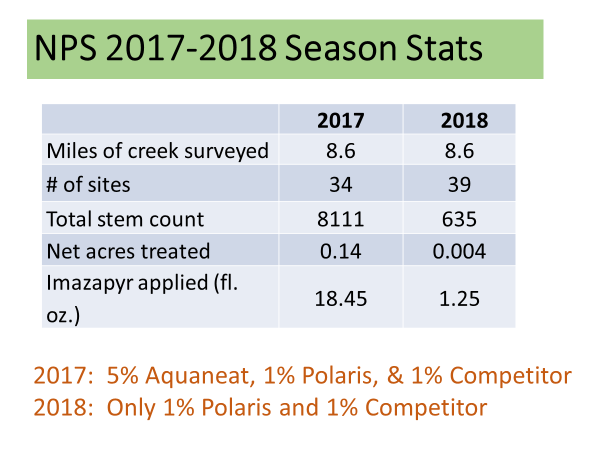 NPS 2017-2018 Season Stats
2017 2018
Miles of creek surveyed 8.6 8.6
# of sites 34 39
Total stem count 8111 635
Net acres treated 0.14 0.004
Imazapyr applied (fl.
oz.) 18.45 1.25
2017: 5% Aquaneat, 1% Polaris, & 1% Competitor
2018: Only 1% Polaris and 1% Competitor